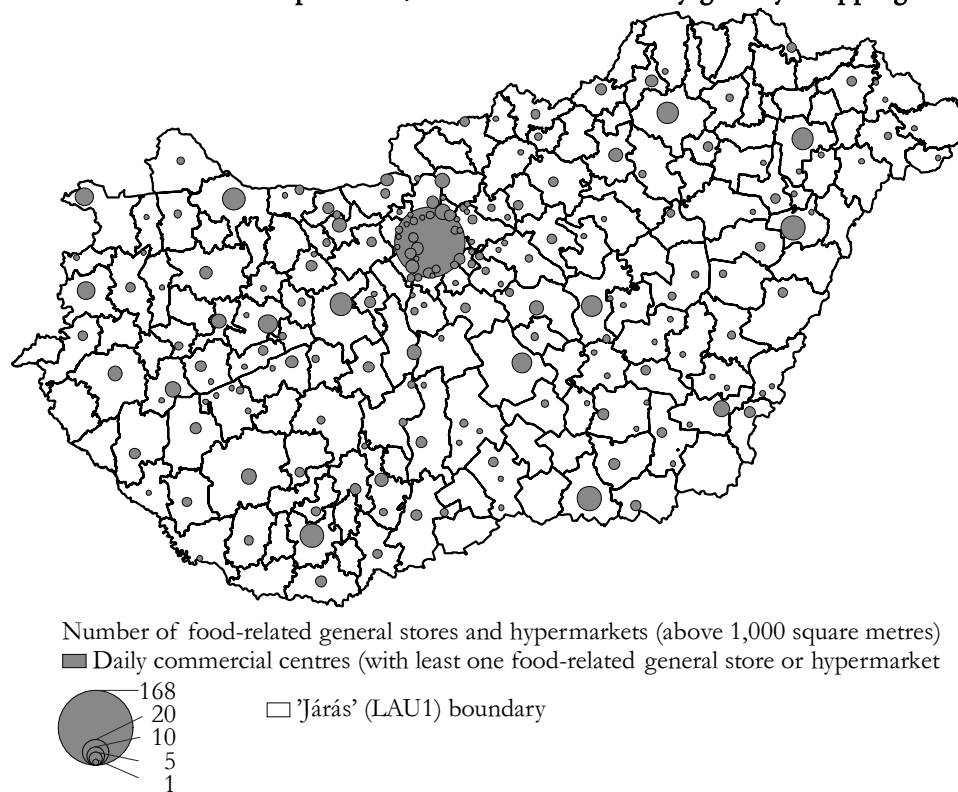 Number of food-related general stores and hypermarkets (above 1,000 square metres)
Daily commercial centres (with least one food-related general store or hypermarket
168
20
10
5
1
'Járás' (LAU1) boundary